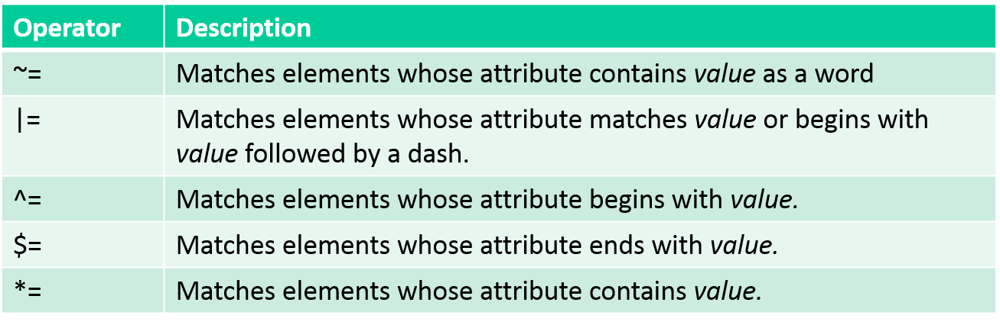 Operator Description
~= Matches elements whose attribute contains value as a word
|= Matches elements whose attribute matches value or begins with
value followed by a dash.
^= Matches elements whose attribute begins with value.
$= Matches elements whose attribute ends with value.
*= Matches elements whose attribute contains value.